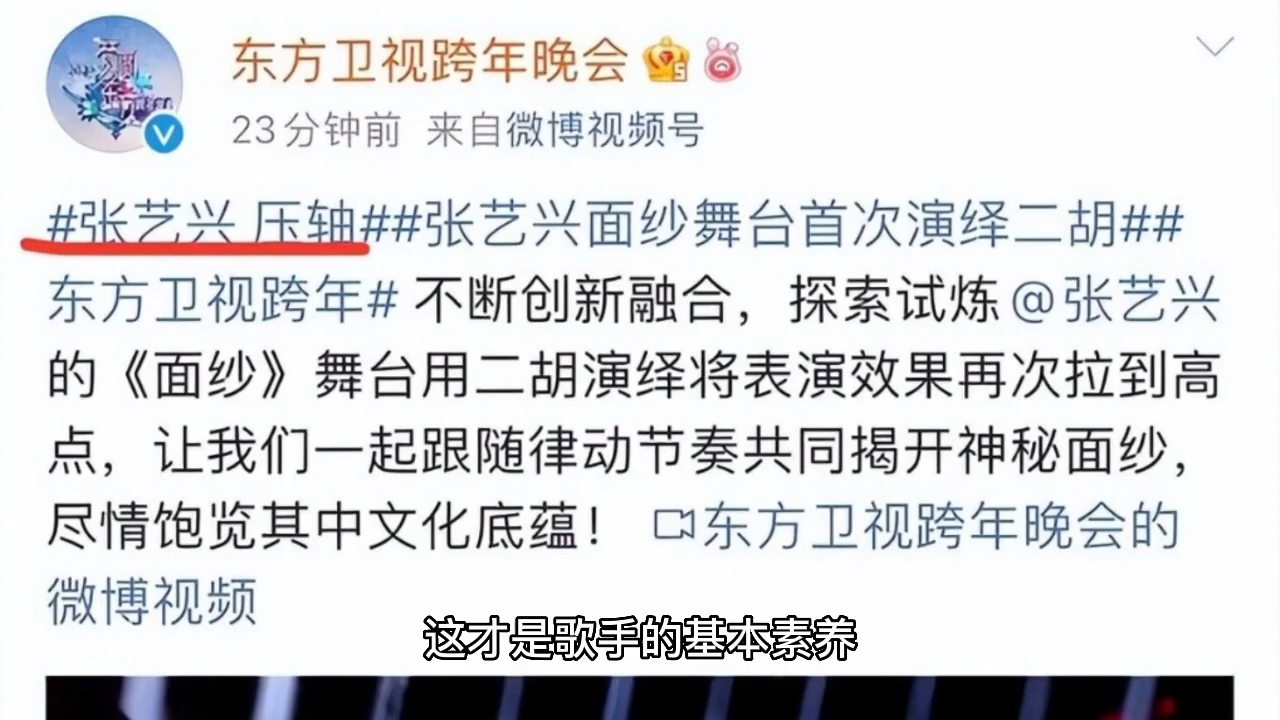 东方卫视跨年晚会
23分钟前 来自微博视频号
#张艺兴 压轴##张艺兴面纱舞台首次演绎二胡##
东方卫视跨年# 不断创新融合，探索试炼@张艺兴
的《面纱》舞台用二胡演绎将表演效果再次拉到高
点，让我们一起跟随律动节奏共同揭开神秘面纱，
尽情饱览其中文化底蕴！ 东方卫视跨年晚会的
微博视频
这才是歌手的基本素养